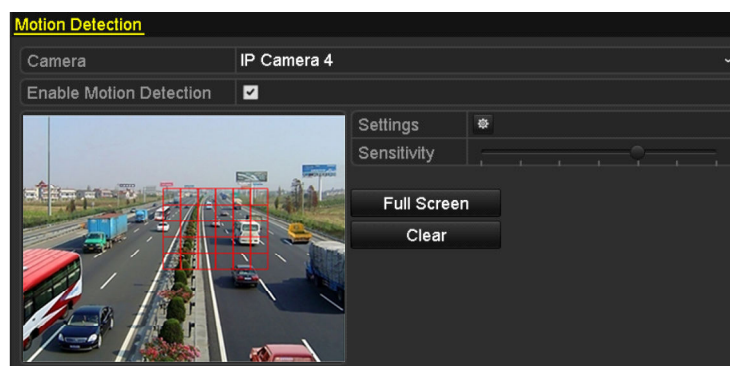 Motion Detection
Camera IP Camera 4
Enable Motion Detection
Settings
Sensitivity
Full Screen
Clear